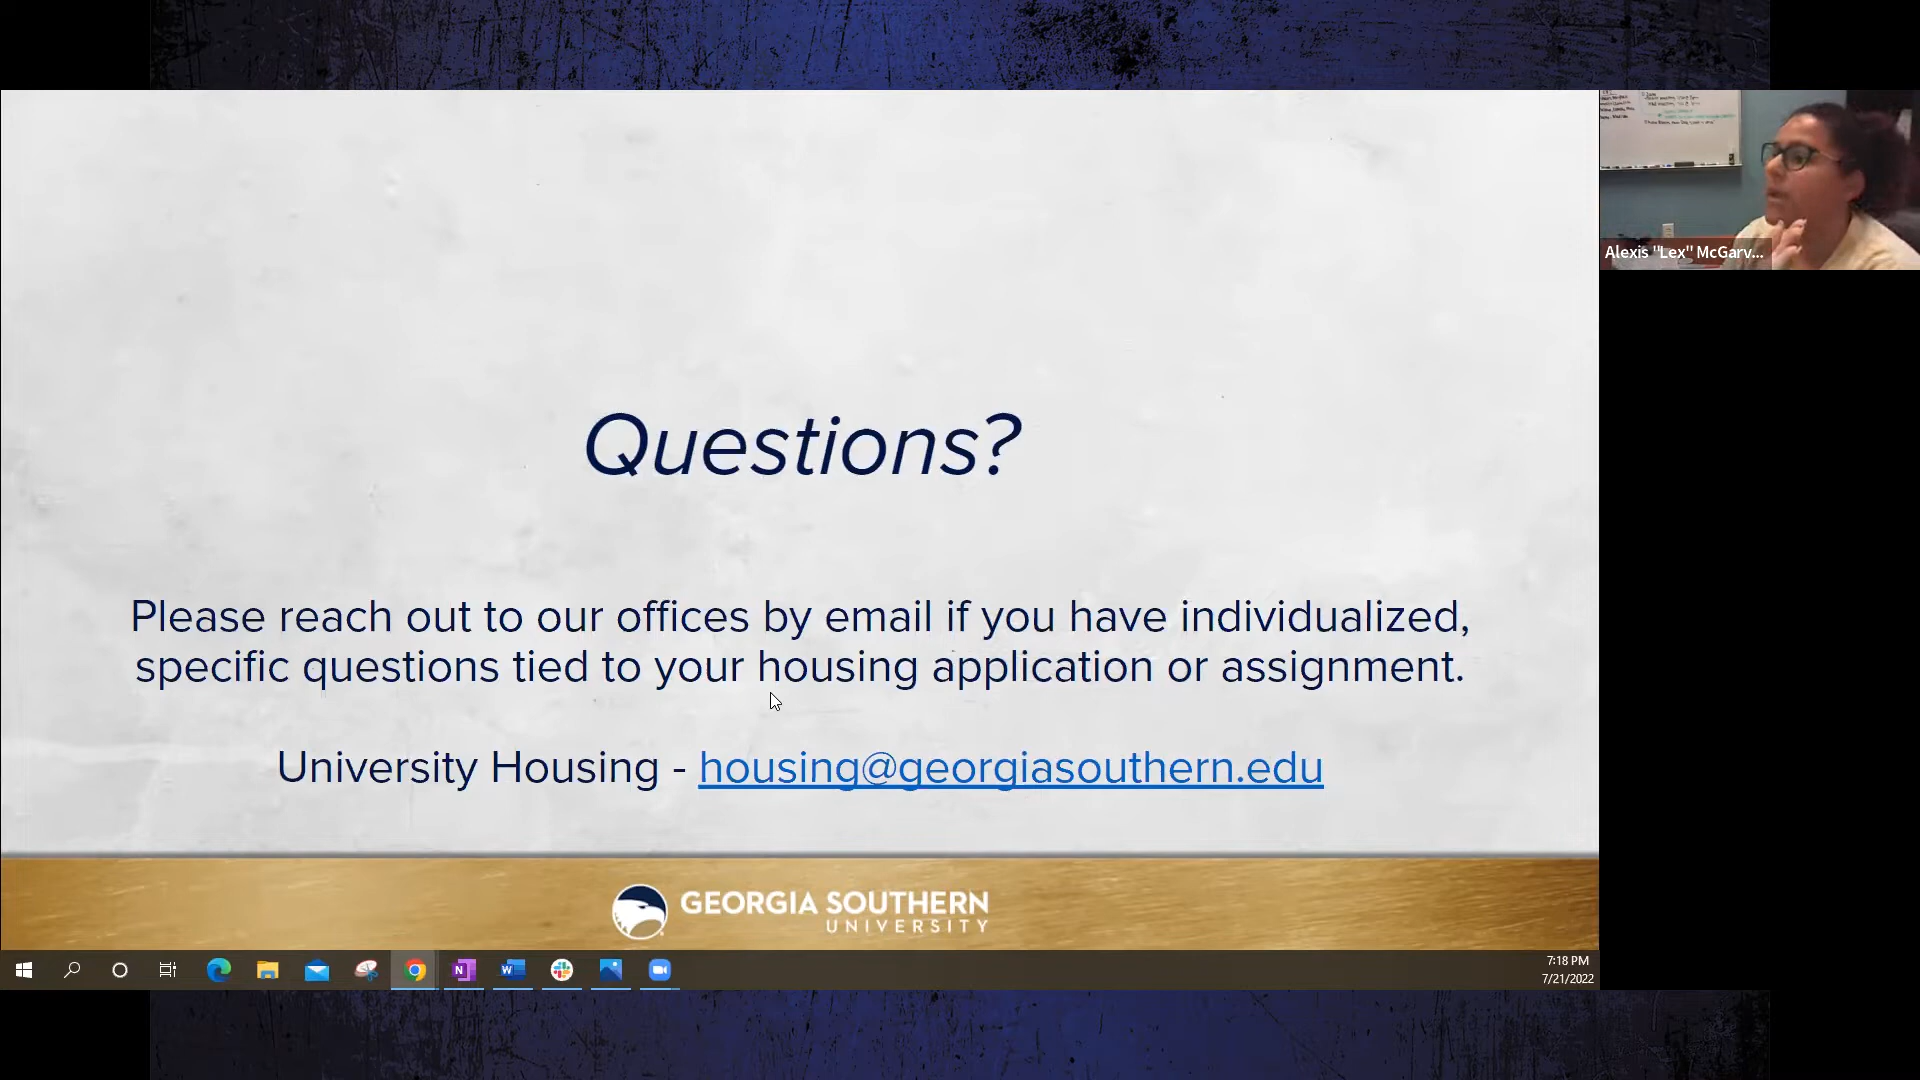 Questions?
Please reach out to our offices by email if you have individualized,
specific questions tied to your housing application or assignment.
University Housing - housing@georgiasouthern.edu
GEORGIA SOUTHERN
UNIVERSITY
Alexis "Lex" McGarv...
7:18 PM
7/21/2022